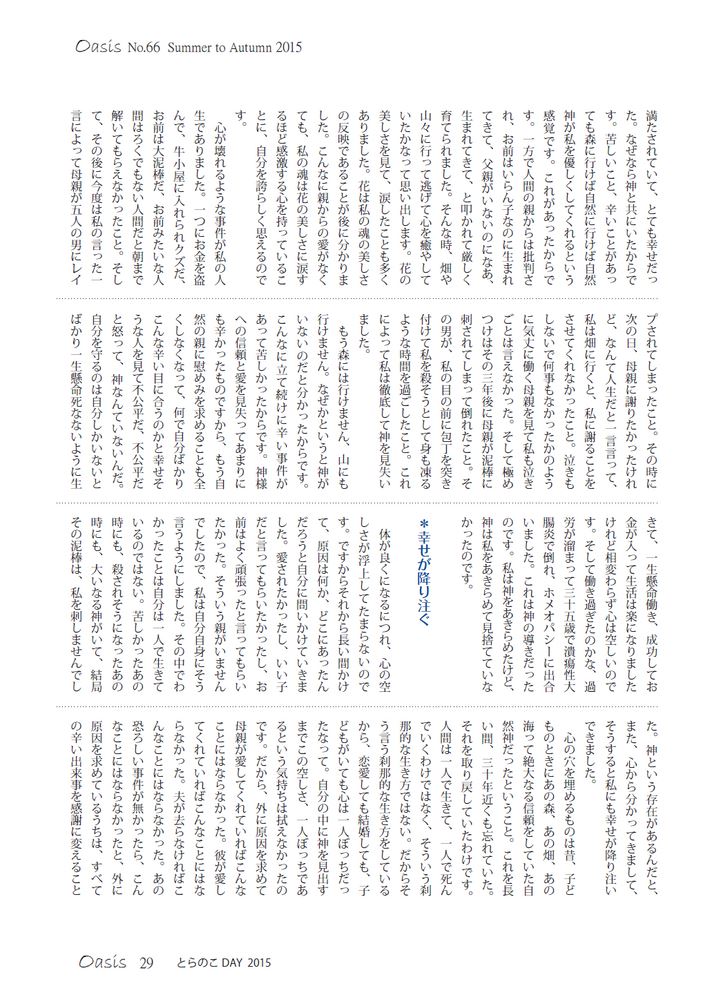 Oasis No.66 Summer to Autumn 2015
満たされていて、とても幸せだっ
た。なぜなら神と共にいたからで
す。苦しいこと、辛いことがあっ
ても森に行けば自然に行けば自然
神が私を優しくしてくれるという
感覚です。これがあったからで
す。一方で人間の親からは批判さ
れ、お前はいらん子なのに生まれ
てきて、父親がいないのになあ、
生まれてきて、と叩かれて厳しく
育てられました。そんな時、畑や
山々に行って逃げて心を癒やして
いたかなって思い出します。花の
美しさを見て、涙したことも多く
ありました。花は私の魂の美しさ
の反映であることが後に分かりま
した。こんなに親からの愛がなく
ても、私の魂は花の美しさに涙す
るほど感激する心を持っているこ
とに、自分を誇らしく思えるので
す。
心が壊れるような事件が私の人
生でありました。一つにお金を盗
んで、牛小屋に入れられクズだ、
お前は大泥棒だ、お前みたいな人
間はろくでもない人間だと朝まで
解いてもらえなかったこと。そし
て、その後に今度は私の言った一
言によって母親が五人の男にレイ
プされてしまったこと。その時に
次の日、母親に謝りたかったけれ
ど、なんて人生だと一言言って、
私は畑に行くと、私に謝ることを
させてくれなかったこと。泣きも
しないで何事もなかったかのよう
に気丈に働く母親を見て私も泣き
ごとは言えなかった。そして極め
つけはその三年後に母親が泥棒に
刺されてしまって倒れたこと。そ
の男が、私の目の前に包丁を突き
付けて私を殺そうとして身も凍る
ような時間を過ごしたこと。これ
によって私は徹底して神を見失い
ました。
もう森には行けません、山にも
行けません。なぜかというと神が
いないのだと分かったからです。
こんなに立て続けに辛い事件が
あって苦しかったからです。神様
への信頼と愛を見失ってあまりに
も辛かったものですから、もう自
然の親に慰めみを求めることも全
くしなくなって、何で自分ばかり
こんな辛い目に合うのかと幸せそ
うな人を見て不公平だ、不公平だ
と怒って、神なんていないんだ。
自分を守るのは自分しかいないと
ばかり一生懸命死なないように生
きて、一生懸命働き、成功してお
金が入って生活は楽になりました
けれど相変わらず心は空しいので
す。そして働き過ぎたのかな、過
労が溜まって三十五歳で潰瘍性大
腸炎で倒れ、ホメオパシーに出合
いました。これは神の導きだった
のです。私は神をあきらめたけど、
神は私をあきらめて見捨てていな
かったのです。
＊幸せが降り注ぐ
体が良くになるにつれ、心の空
しさが浮上してたまらないので
す。ですからそれから長い間かけ
て、原因は何か、どこにあったん
だろうと自分に問いかけていきま
した。愛されたかったし、いい子
だと言ってもらいたかったし、お
前はよく頑張ったと言ってもらい
たかった。そういう親がいません
でしたので、私は自分自身にそう
言うようにしました。その中でわ
かったことは自分は一人で生きて
いるのではない。苦しかったあの
時にも、殺されそうになったあの
時にも、大いなる神がいて、結局
その泥棒は、私を刺しませんでし
た。神という存在があるんだと、
また、心から分かってきまして、
そうすると私にも幸せが降り注い
できました。
心の穴を埋めるものは昔、子ど
ものときにあの森、あの畑、あの
海って絶大なる信頼をしていた自
然神だったということ。これを長
い間、三十年近くも忘れていた。
それを取り戻していたわけです。
人間は一人で生きて、一人で死ん
でいくわけではなく、そういう刹
那的な生き方ではない。だからそ
う言う刹那的な生き方をしている
から、恋愛しても結婚しても、子
どもがいても心は一人ぼっちだっ
たなって。自分の中に神を見出す
までこの空しさ、一人ぼっちであ
るという気持ちは拭えなかったの
です。だから、外に原因を求めて
母親が愛してくれていればこんな
ことにはならなかった。彼が愛し
てくれていればこんなことにはな
らなかった。夫が去らなければこ
んなことにはならなかった。あの
恐ろしい事件が無かったら、こん
なことにはならなかったと、外に
原因を求めているうちは、すべて
の辛い出来事を感謝に変えること
Oasis 29 とらのこDAY 2015